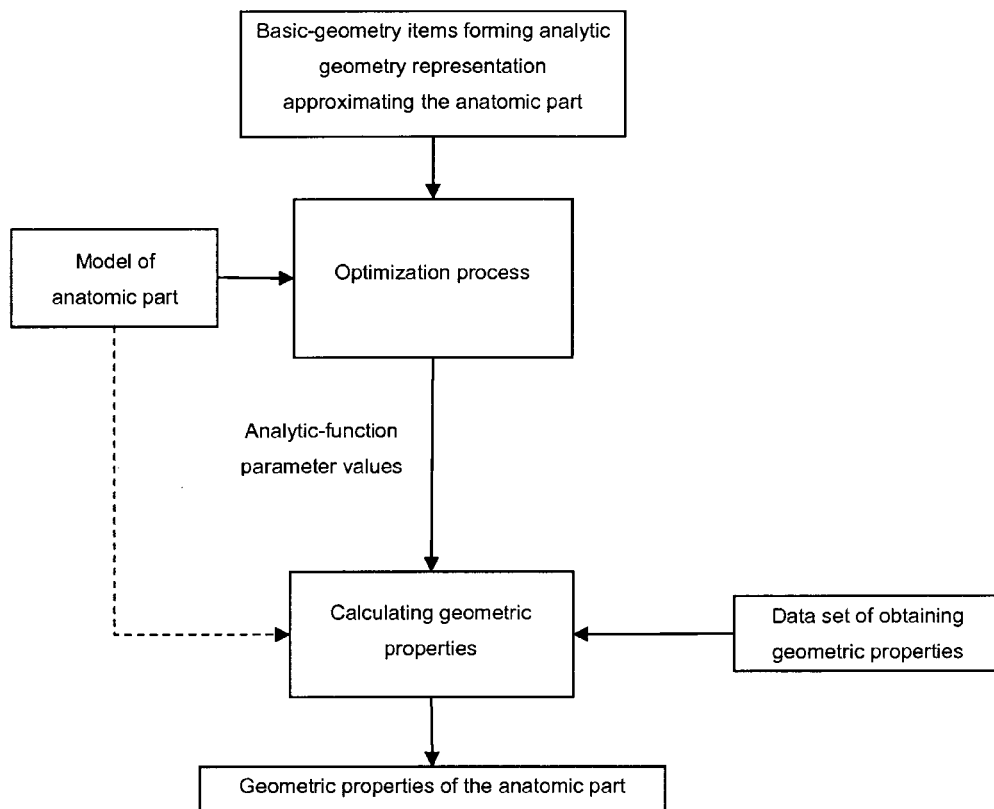 Basic-geometry items forming analytic
geometry representation
approximating the anatomic part
Model of
anatomic part
Optimization process
Analytic-function
parameter values
Calculating geometric
properties
Data set of obtaining
geometric properties
Geometric properties of the anatomic part